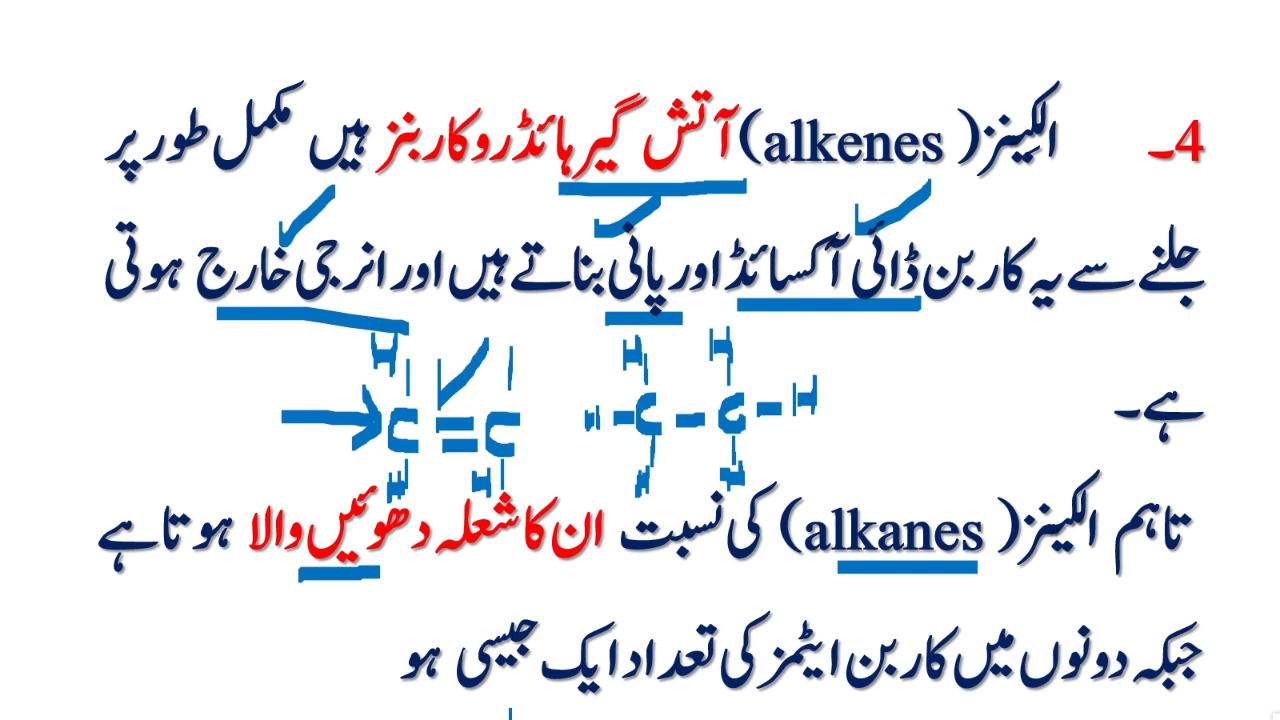 4۔ الکینز( alkenes)آتش گیر ہائڈروکاربنز ہیں مکمل طور پر
جلنے سے یہ کاربن ڈائی آکسائڈ اور پانی بناتے ہیں اور انرجی خارج ہوتی
ہے۔
H H H
C = C H - C - C - H
H H H H
تاہم الکینز( alkanes) کی نسبت ان کا شعلہ دھوئیں والا ہوتا ہے
جبکہ دونوں میں کاربن ایٹمز کی تعداد ایک جیسی ہو